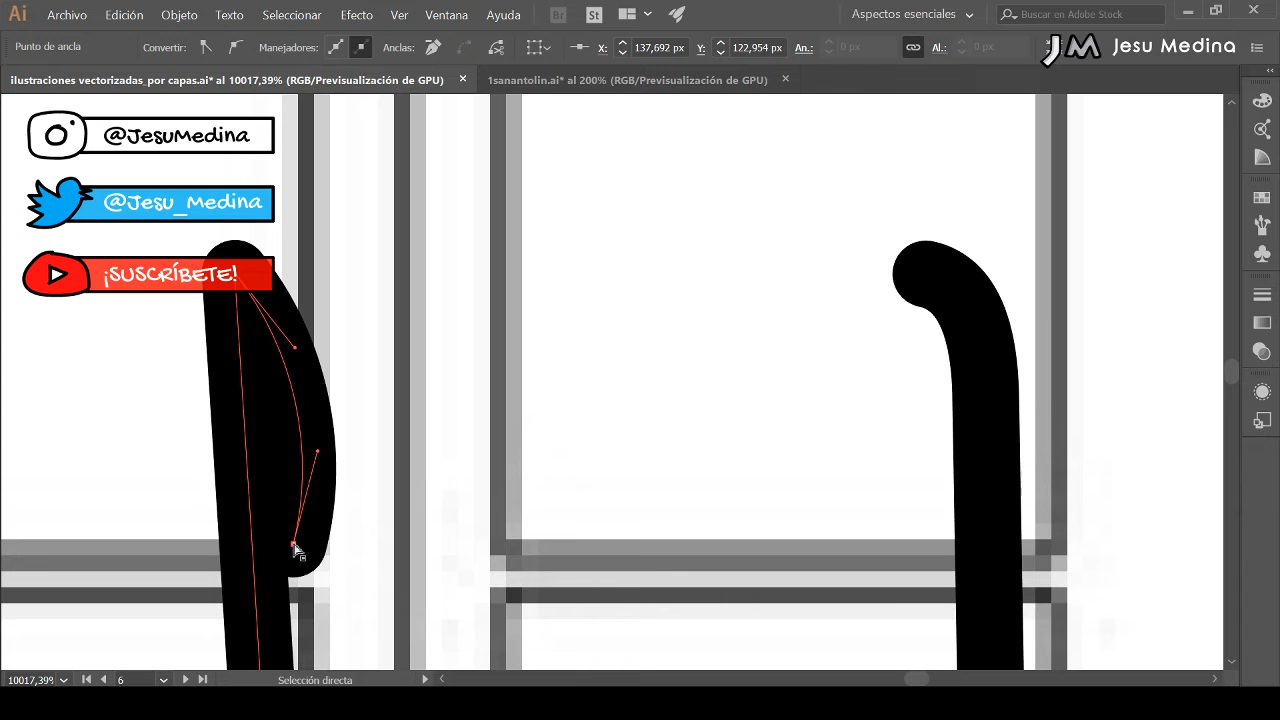 Ai Archivo Edición Objeto Texto Seleccionar Efecto Ver Ventana Ayuda Br St Aspectos esenciales Buscar en Adobe Stock
Punto de ancla Convertir: Manejadores: Anclas: X: 137,692 px Y: 122,954 px An.: 0 px Al.: 0 px JM Jesu Medina
ilustraciones vectorizadas_por capas.ai* al 10017,39% (RGB/Previsualización de GPU) 1sanantolin.ai* al 200% (RGB/Previsualización de GPU)
@JesuMedina
@Jesu_Medina
¡SUSCRÍBETE!
10017,39% 6 Selección directa